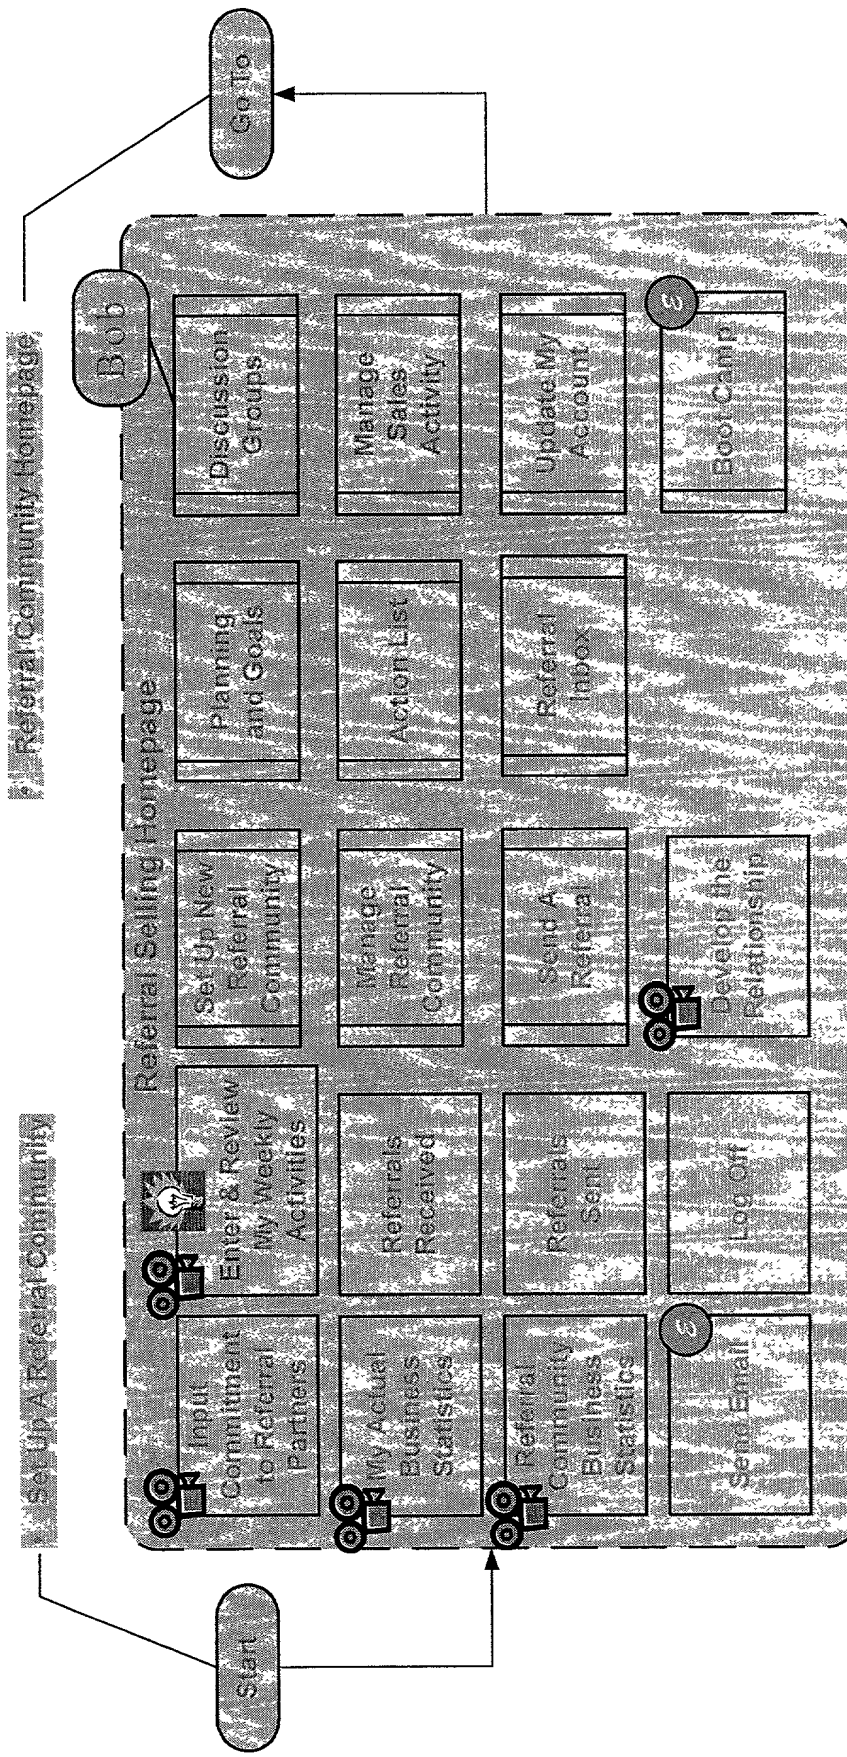 Set Up A Referral Community
Referral Community Homepage
Start
Go To
Bob
Referral Selling Homepage
Input
Commitment
to Referral
Partners
Enter & Review
My Weekly
Activities
Set Up New
Referral
Community
Planning
and Goals
Discussion
Groups
My Actual
Business
Statistics
Referrals
Received
Manage
Referral
Community
Action List
Manage
Sales
Activity
Referral
Community
Business
Statistics
Referrals
Sent
Send A
Referral
Referral
Inbox
Update My
Account
Send Email
3
Log Off
Develop the
Relationship
Boot Camp
3